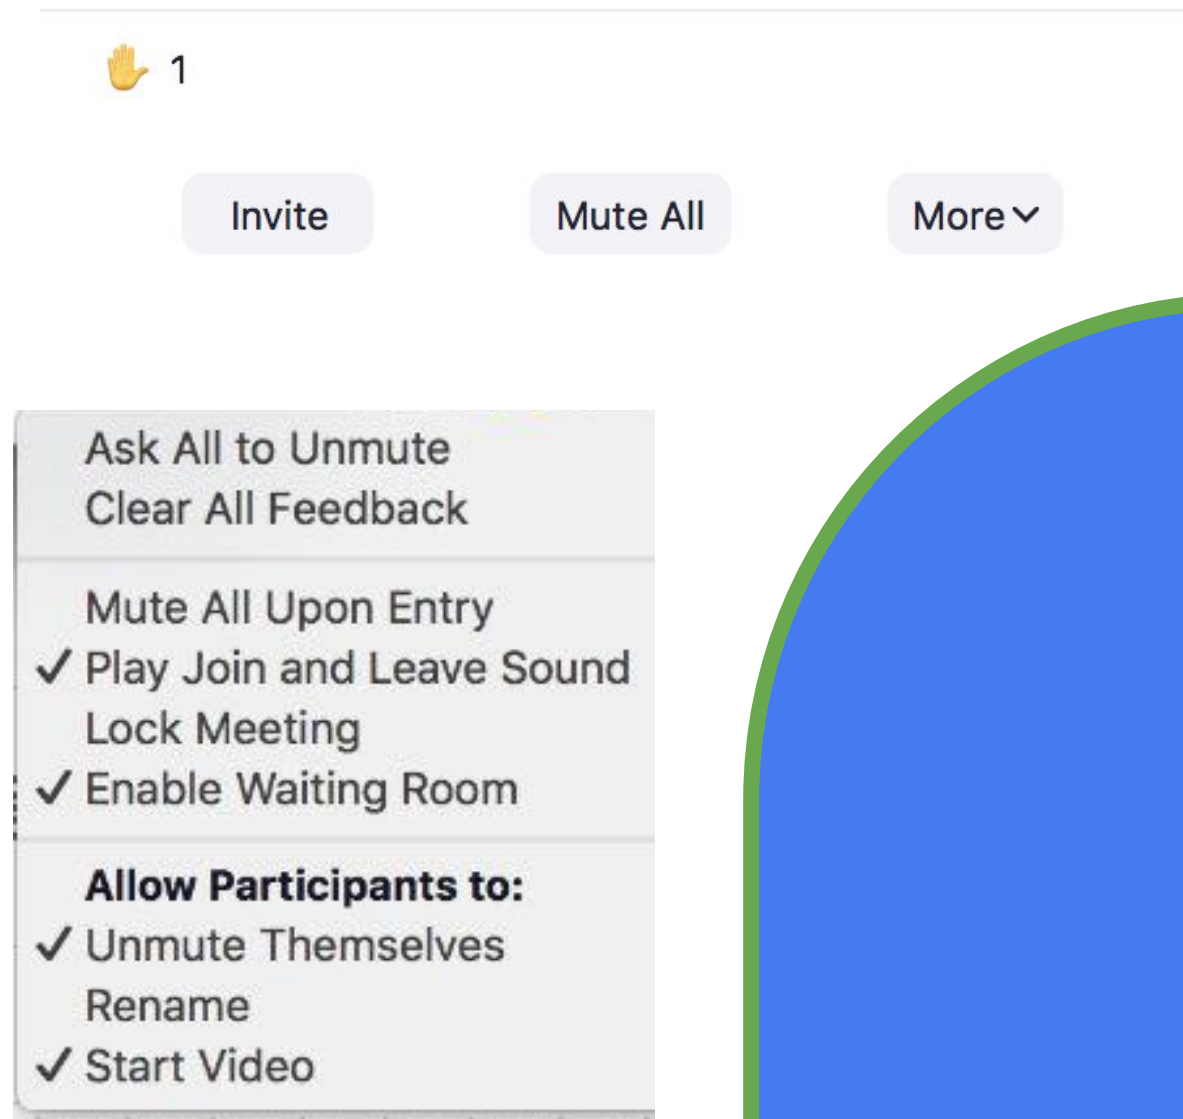 ✋ 1
Invite Mute All More
Ask All to Unmute
Clear All Feedback
Mute All Upon Entry
✓ Play Join and Leave Sound
Lock Meeting
✓ Enable Waiting Room
Allow Participants to:
✓ Unmute Themselves
Rename
✓ Start Video